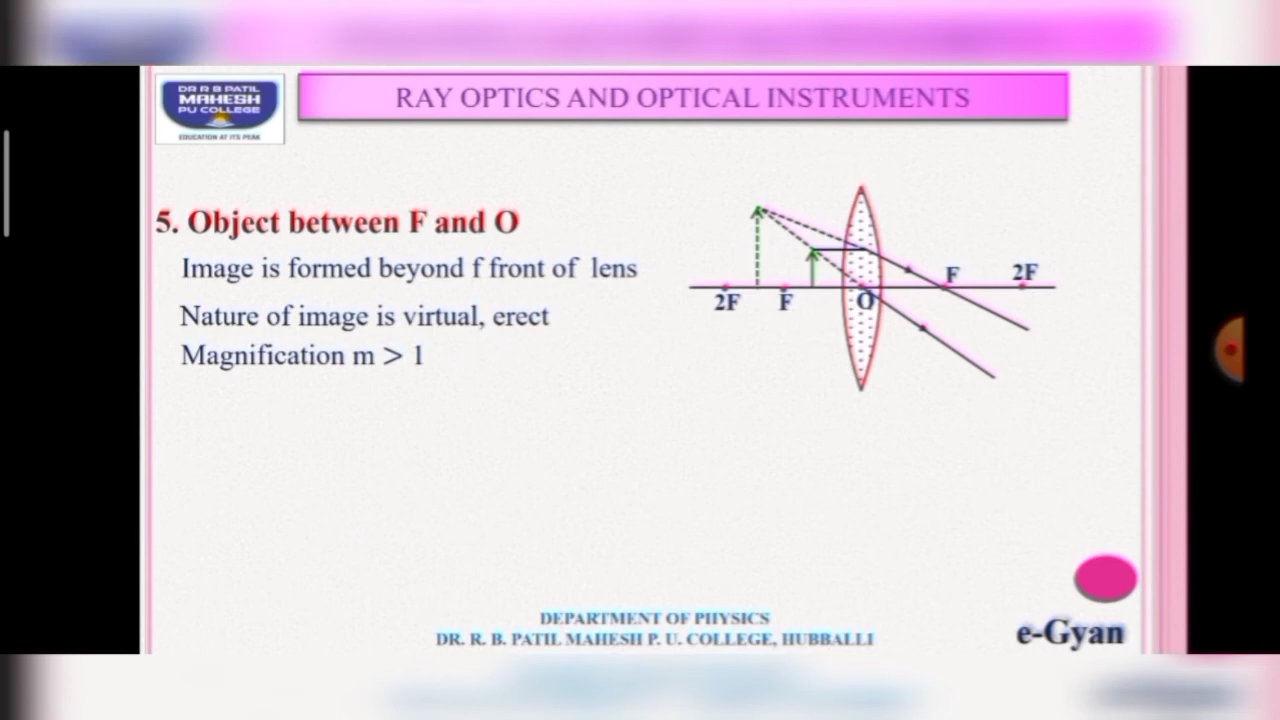 DR R B PATIL
MAHESH
PU COLLEGE
EDUCATION AT ITS PEAK
RAY OPTICS AND OPTICAL INSTRUMENTS
5. Object between F and O
Image is formed beyond f front of lens
Nature of image is virtual, erect
Magnification m > 1
F 2F
2F F O
DEPARTMENT OF PHYSICS
DR. R. B. PATIL MAHESH P. U. COLLEGE, HUBBALLI
e-Gyan